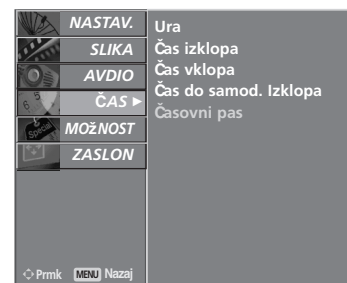 NASTAV.
SLIKA
AVDIO
ČAS
MOžNOST
ZASLON
Ura
Čas izklopa
Čas vklopa
Čas do samod. Izklopa
Časovni pas
Prmk MENU Nazaj